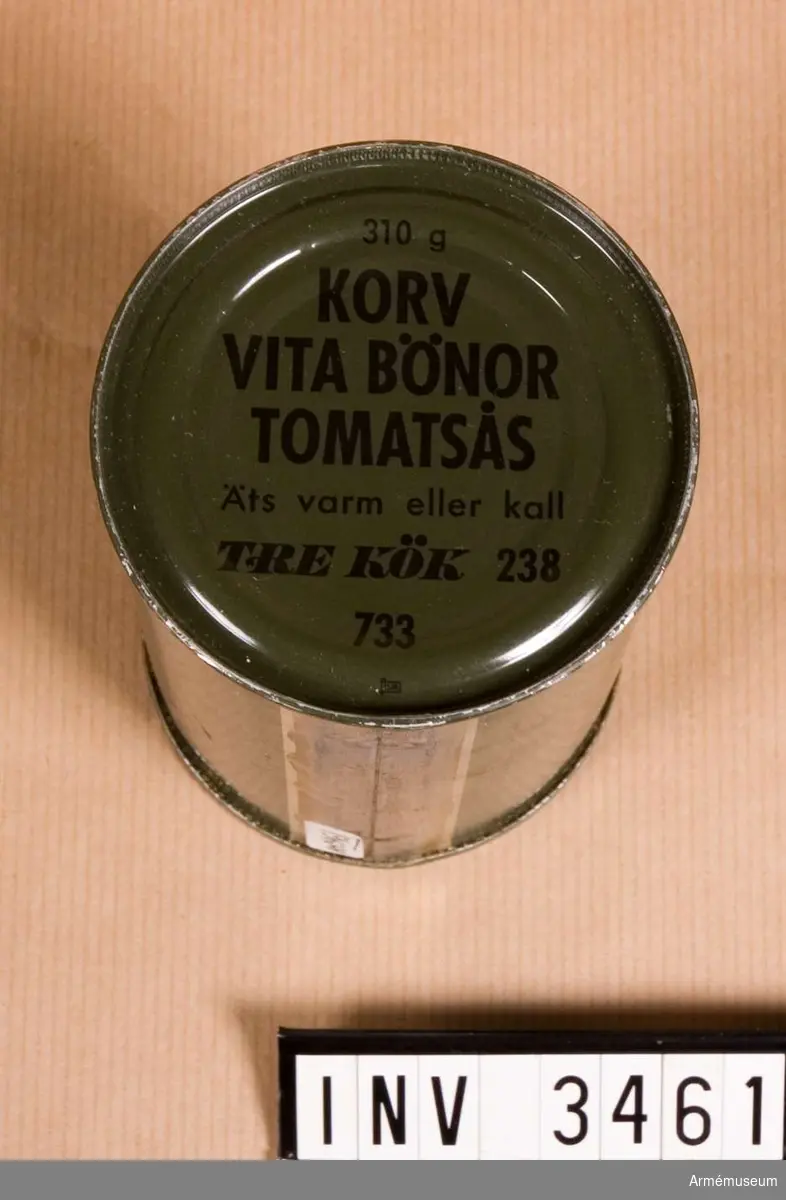 310 g
KORV
VITA BÖNOR
TOMATSÅS
Äts varm eller kall
TRE KÖK 238
733
INV 3461
Armémuseum